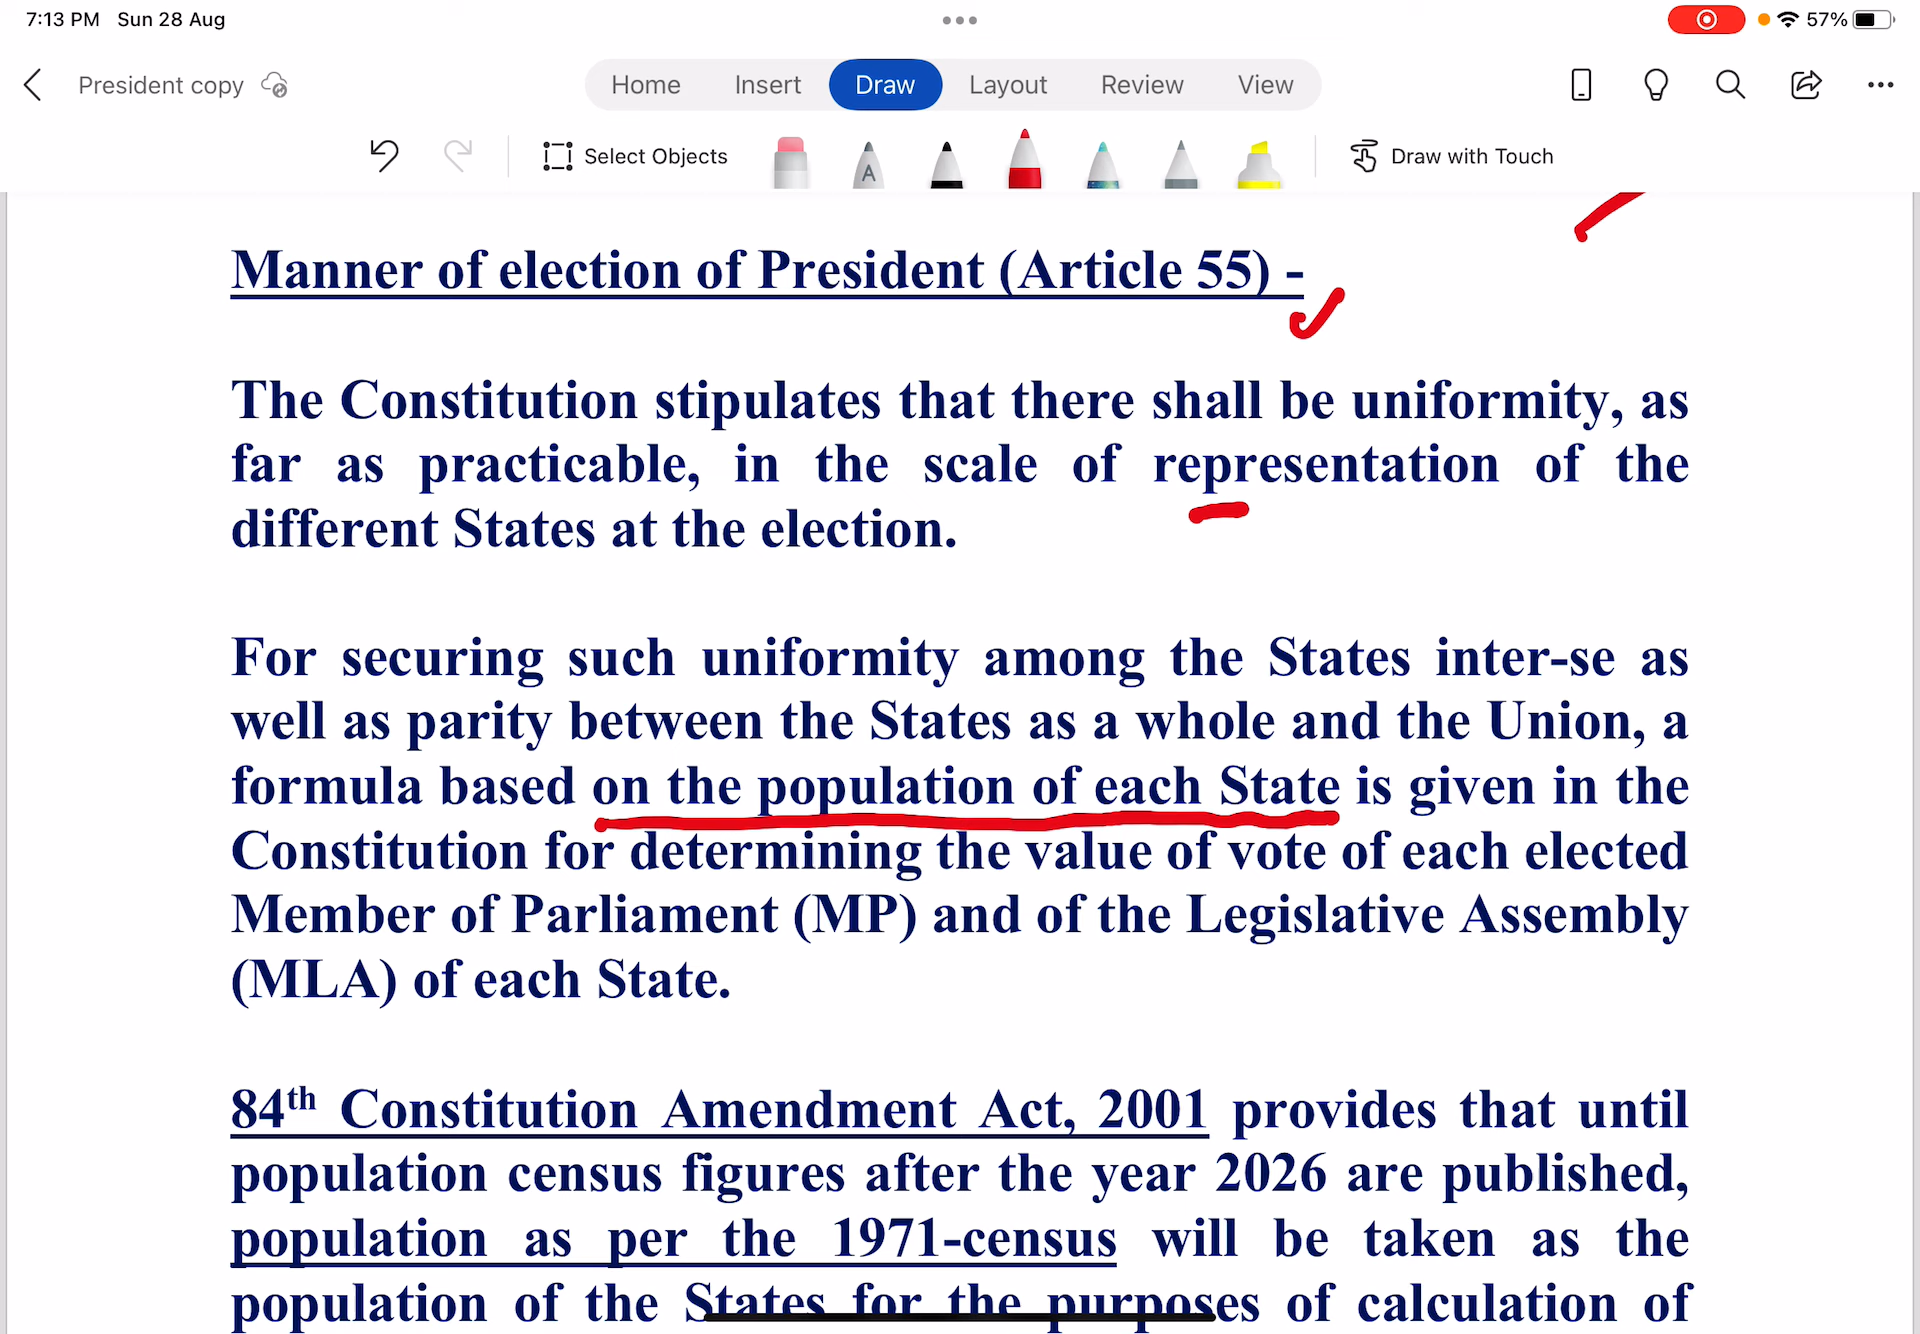 7:13 PM Sun 28 Aug
57%
President copy
Home Insert Draw Layout Review View
Select Objects
A
Draw with Touch
Manner of election of President (Article 55) -
The Constitution stipulates that there shall be uniformity, as
far as practicable, in the scale of representation of the
different States at the election.
For securing such uniformity among the States inter-se as
well as parity between the States as a whole and the Union, a
formula based on the population of each State is given in the
Constitution for determining the value of vote of each elected
Member of Parliament (MP) and of the Legislative Assembly
(MLA) of each State.
84th Constitution Amendment Act, 2001 provides that until
population census figures after the year 2026 are published,
population as per the 1971-census will be taken as the
population of the States for the purposes of calculation of